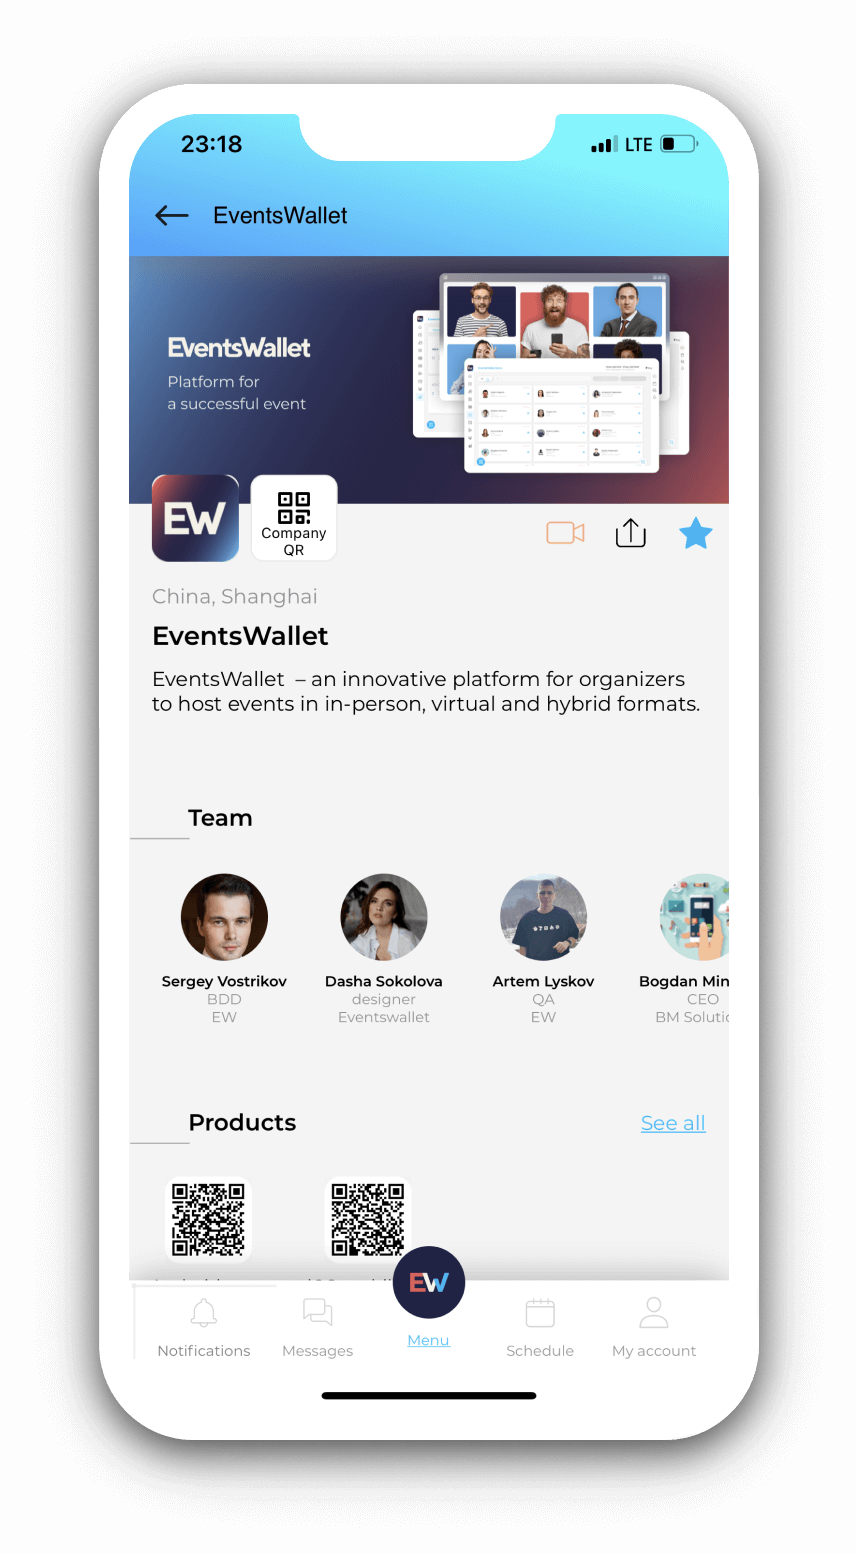 23:18
LTE
EventsWallet
EventsWallet
Platform for
a successful event
EW
Company
QR
China, Shanghai
EventsWallet
EventsWallet – an innovative platform for organizers
to host events in in-person, virtual and hybrid formats.
Team
Sergey Vostrikov
BDD
EW
Dasha Sokolova
designer
Eventswallet
Artem Lyskov
QA
EW
Bogdan Min
CEO
BM Solutio
Products
See all
EW
Notifications
Messages
Menu
Schedule
My account